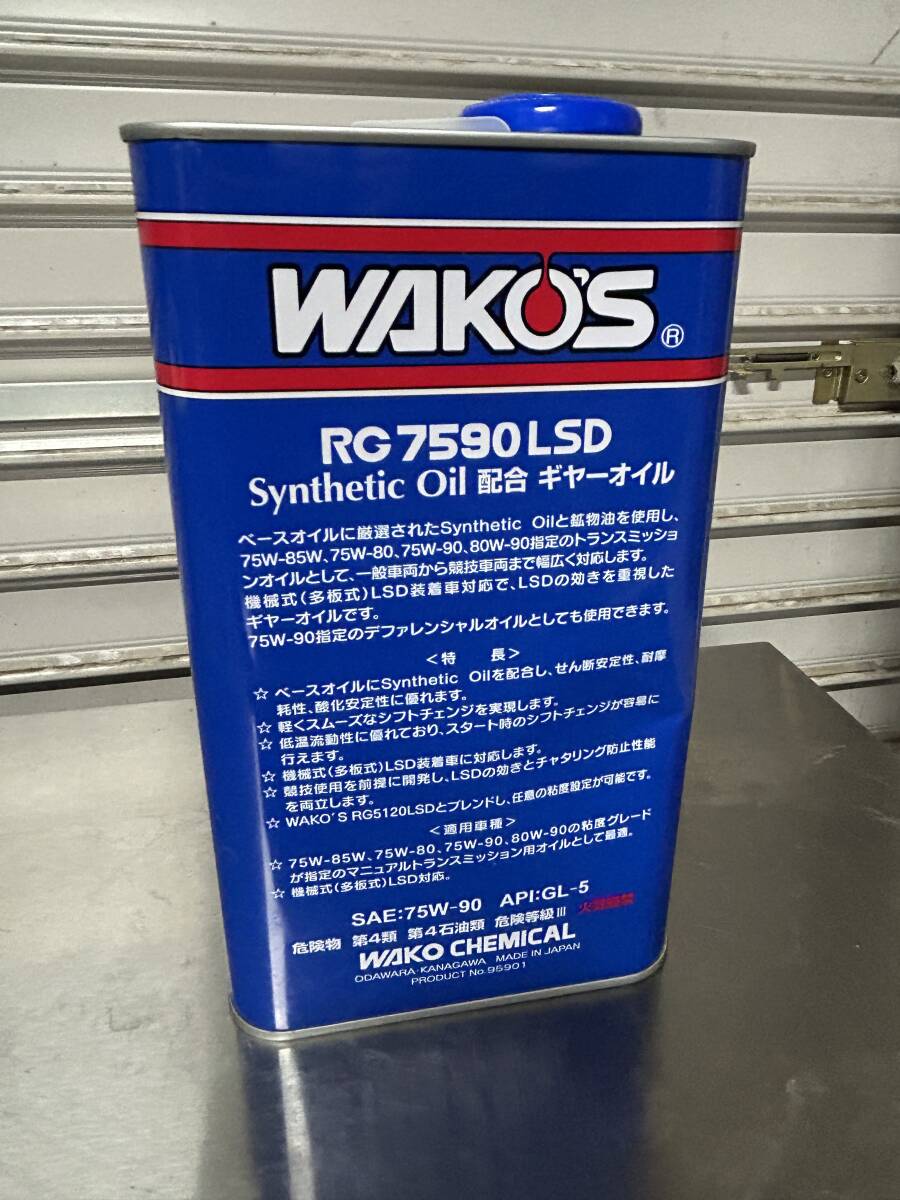 WAKO'S®
RG7590LSD
Synthetic Oil 配合 ギヤーオイル
ベースオイルに厳選されたSynthetic Oilと鉱物油を使用し、
75W-85W、75W-80、75W-90、80W-90指定のトランスミッショ
ンオイルとして、一般車両から競技車両まで幅広く対応します。
機械式(多板式)LSD装着車対応で、LSDの効きを重視した
ギヤーオイルです。
75W-90指定のデファレンシャルオイルとしても使用できます。
<特 長>
☆ ベースオイルにSynthetic Oilを配合し、せん断安定性、耐摩
耗性、酸化安定性に優れます。
☆ 軽くスムーズなシフトチェンジを実現します。
☆ 低温流動性に優れており、スタート時のシフトチェンジが容易に
行えます。
☆ 機械式(多板式)LSD装着車に対応します。
☆ 競技使用を前提に開発し、LSDの効きとチャタリング防止性能
を両立します。
☆ WAKO'S RG5120LSDとブレンドし、任意の粘度設定が可能です。
<適用車種>
☆ 75W-85W、75W-80、75W-90、80W-90の粘度グレード
が指定のマニュアルトランスミッション用オイルとして最適。
☆ 機械式(多板式)LSD対応。
SAE:75W-90 API:GL-5
危険物 第4類 第4石油類 危険等級Ⅲ 火気厳禁
WAKO CHEMICAL
ODAWARA・KANAGAWA MADE IN JAPAN
PRODUCT No.95901